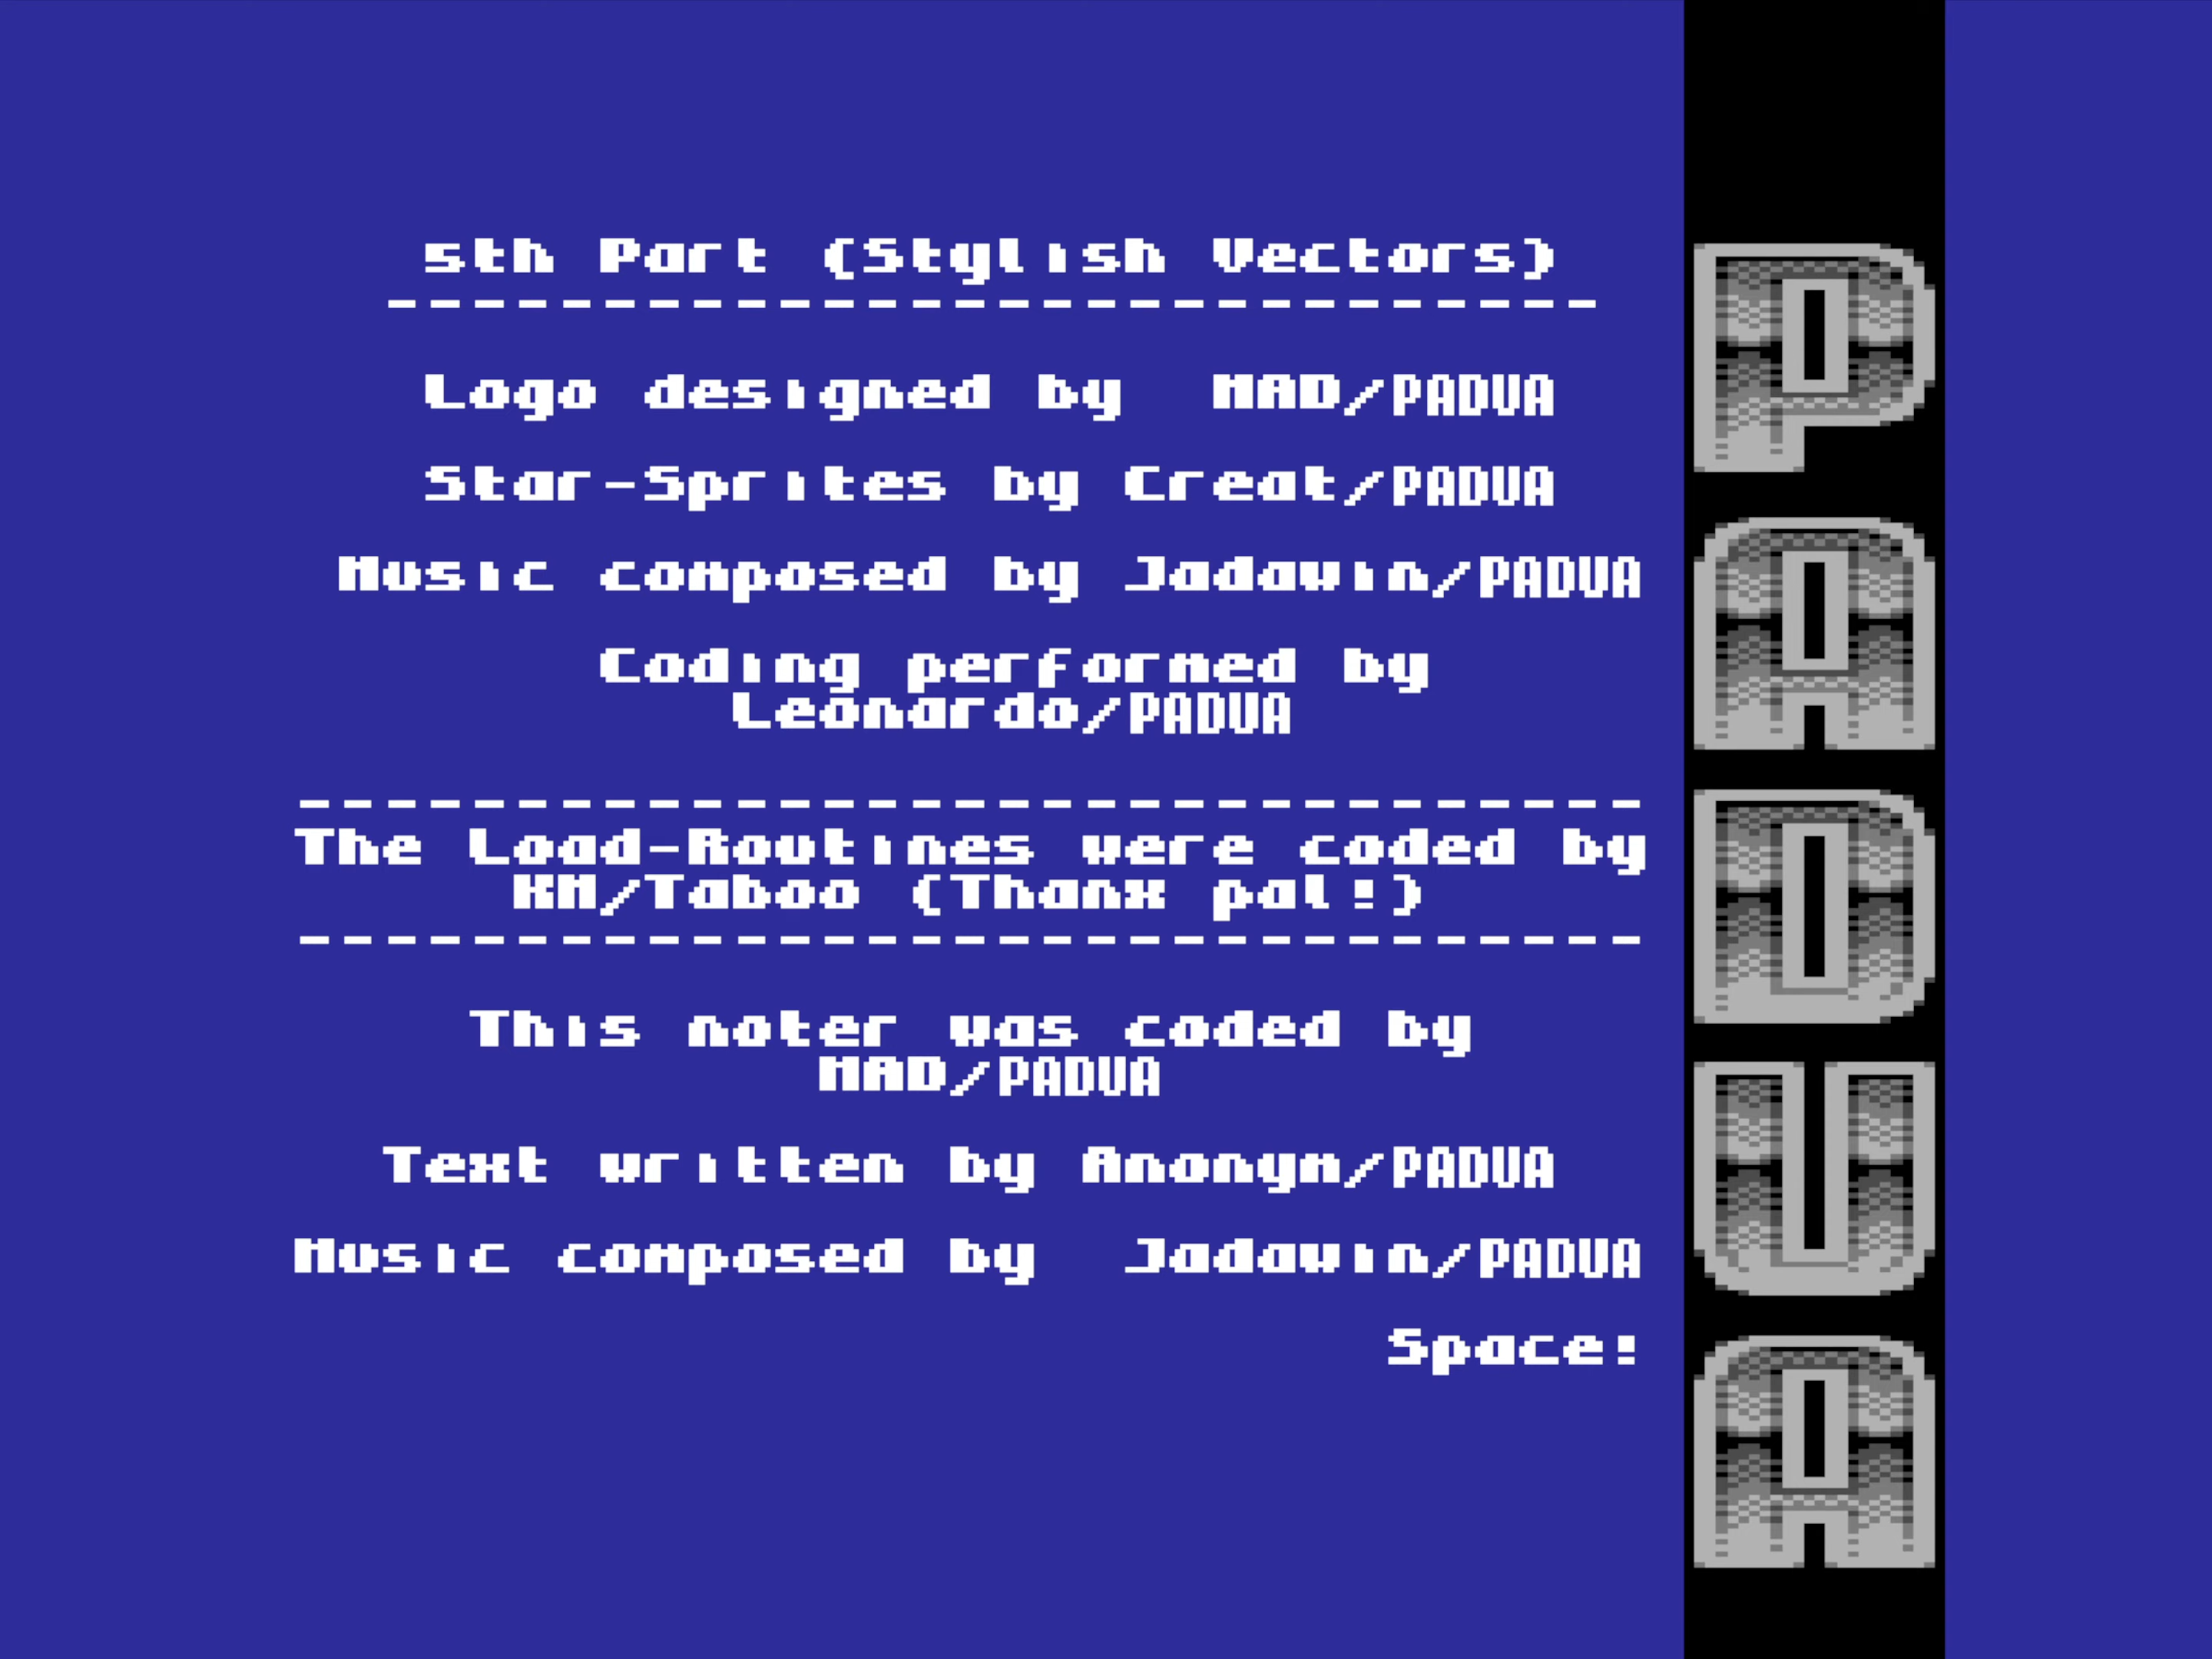 5th Part (Stylish Vectors)
----------------------------
Logo designed by  MAD/PADUA
Star-Sprites by Creat/PADUA
Music composed by Jadawin/PADUA
Coding performed by
Leonardo/PADUA
-------------------------------
The Load-Routines were coded by
KM/Taboo (Thanx pal!)
-------------------------------
This noter was coded by
MAD/PADUA
Text written by Anonym/PADUA
Music composed by  Jadawin/PADUA
Space!
PADUA